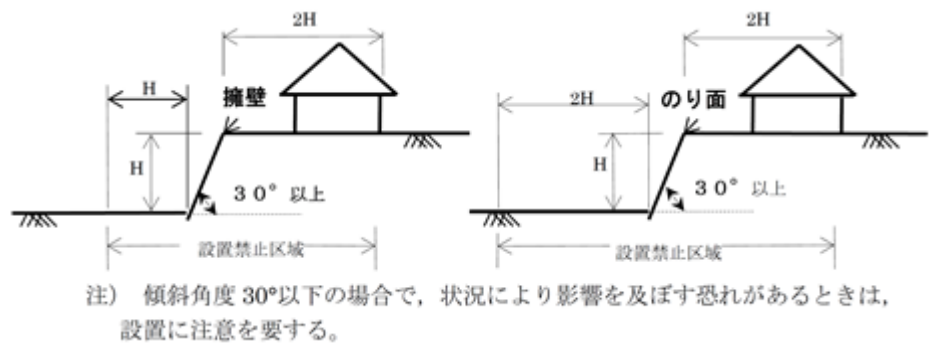 2H
H
擁壁
H
30° 以上
設置禁止区域
2H
2H
のり面
H
30° 以上
設置禁止区域
注) 傾斜角度 30°以下の場合で，状況により影響を及ぼす恐れがあるときは，
設置に注意を要する。